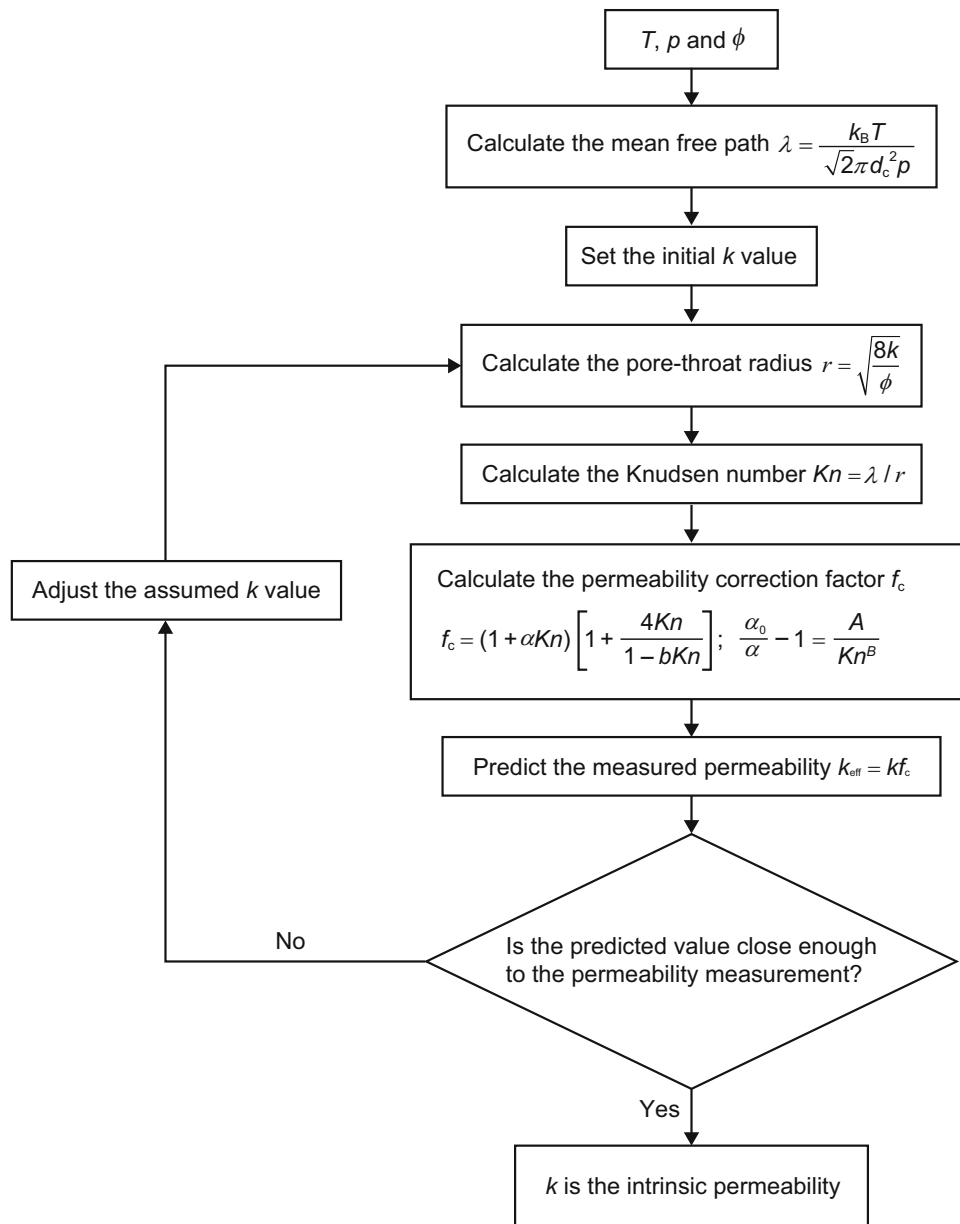 T, p and ϕ
Calculate the mean free path λ = k_B T / (√2 π d_c² p)
Set the initial k value
Calculate the pore-throat radius r = √(8k / ϕ)
Calculate the Knudsen number Kn = λ / r
Adjust the assumed k value
Calculate the permeability correction factor f_c
f_c = (1 + αKn) [1 + 4Kn / (1 – bKn)]; α_0 / α – 1 = A / Kn^B
Predict the measured permeability k_eff = kf_c
No
Is the predicted value close enough
to the permeability measurement?
Yes
k is the intrinsic permeability